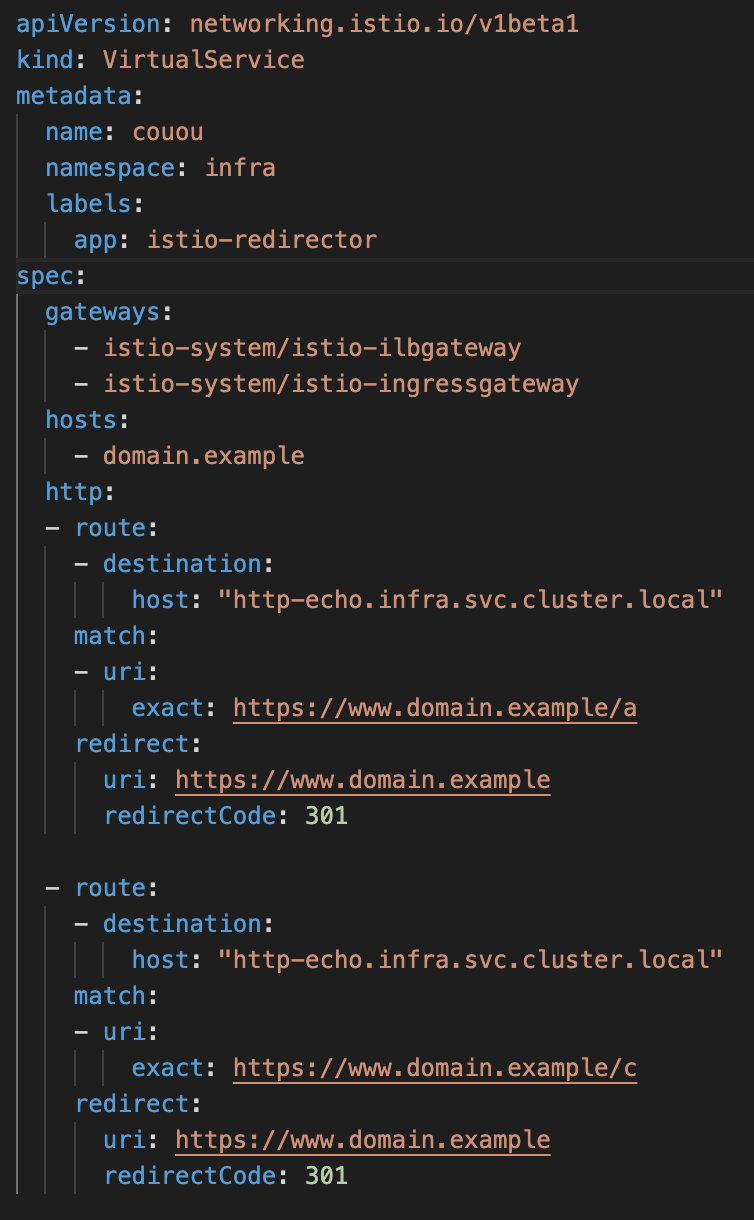 apiVersion: networking.istio.io/v1beta1
kind: VirtualService
metadata:
  name: couou
  namespace: infra
  labels:
    app: istio-redirector
spec:
  gateways:
    - istio-system/istio-ilbgateway
    - istio-system/istio-ingressgateway
  hosts:
    - domain.example
  http:
  - route:
    - destination:
        host: "http-echo.infra.svc.cluster.local"
    match:
    - uri:
        exact: https://www.domain.example/a
    redirect:
      uri: https://www.domain.example
      redirectCode: 301

  - route:
    - destination:
        host: "http-echo.infra.svc.cluster.local"
    match:
    - uri:
        exact: https://www.domain.example/c
    redirect:
      uri: https://www.domain.example
      redirectCode: 301